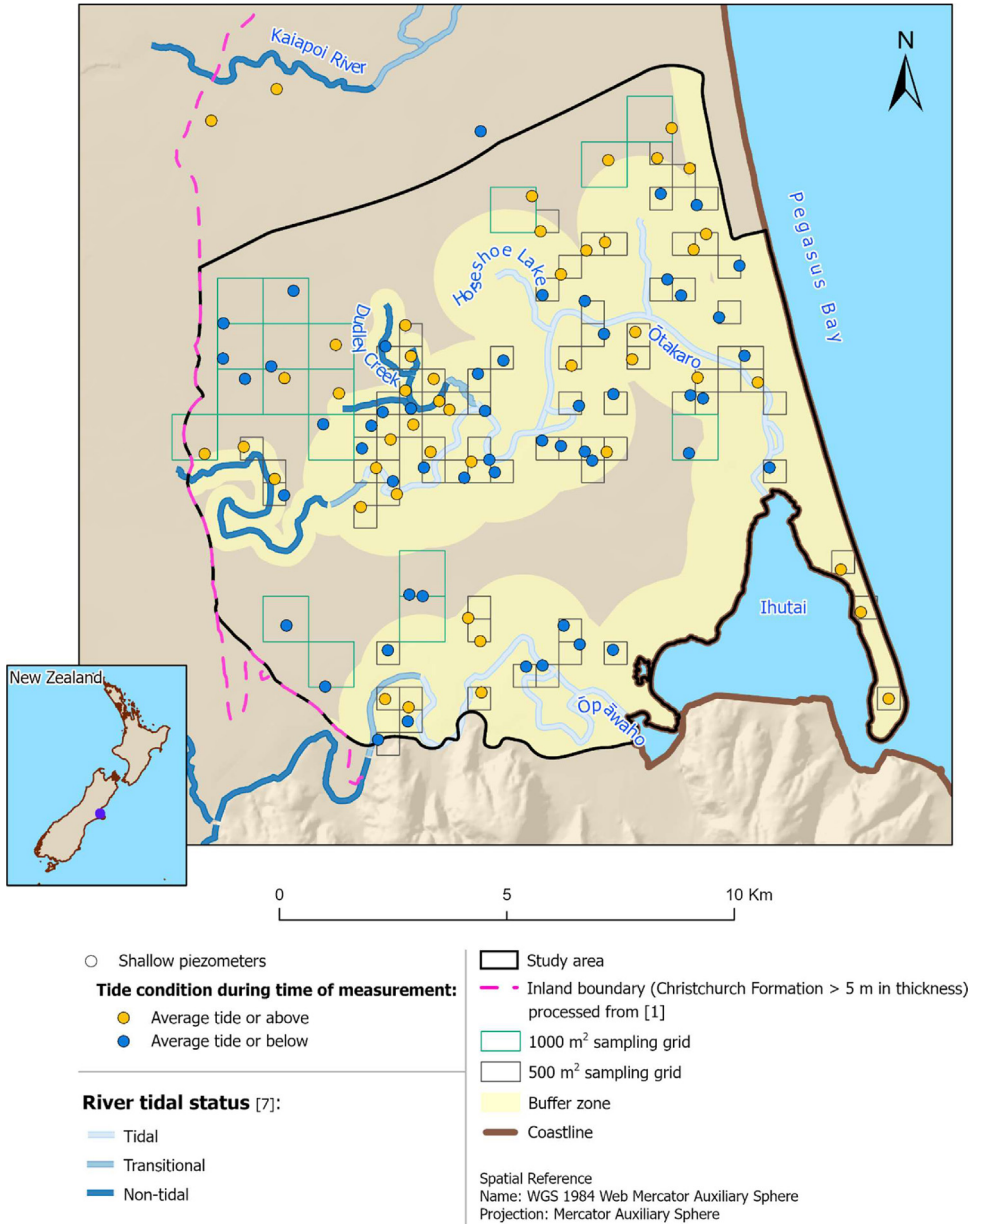 Kaiapoi River
N
Pegasus Bay
Horseshoe Lake
Dudley Creek
Ōtakaro
Ihutai
Ōpāwaho
New Zealand
0 5 10 Km
Shallow piezometers
Tide condition during time of measurement:
Average tide or above
Average tide or below
River tidal status [7]:
Tidal
Transitional
Non-tidal
Study area
Inland boundary (Christchurch Formation > 5 m in thickness)
processed from [1]
1000 m² sampling grid
500 m² sampling grid
Buffer zone
Coastline
Spatial Reference
Name: WGS 1984 Web Mercator Auxiliary Sphere
Projection: Mercator Auxiliary Sphere